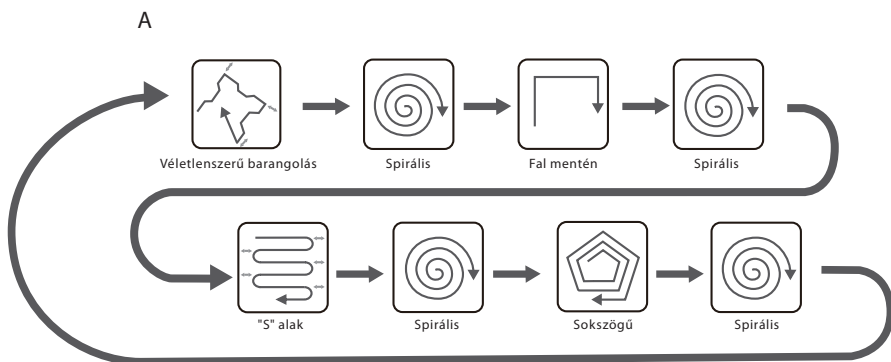 A
Véletlenszerű barangolás
Spirális
Fal mentén
Spirális
"S" alak
Spirális
Sokszögű
Spirális